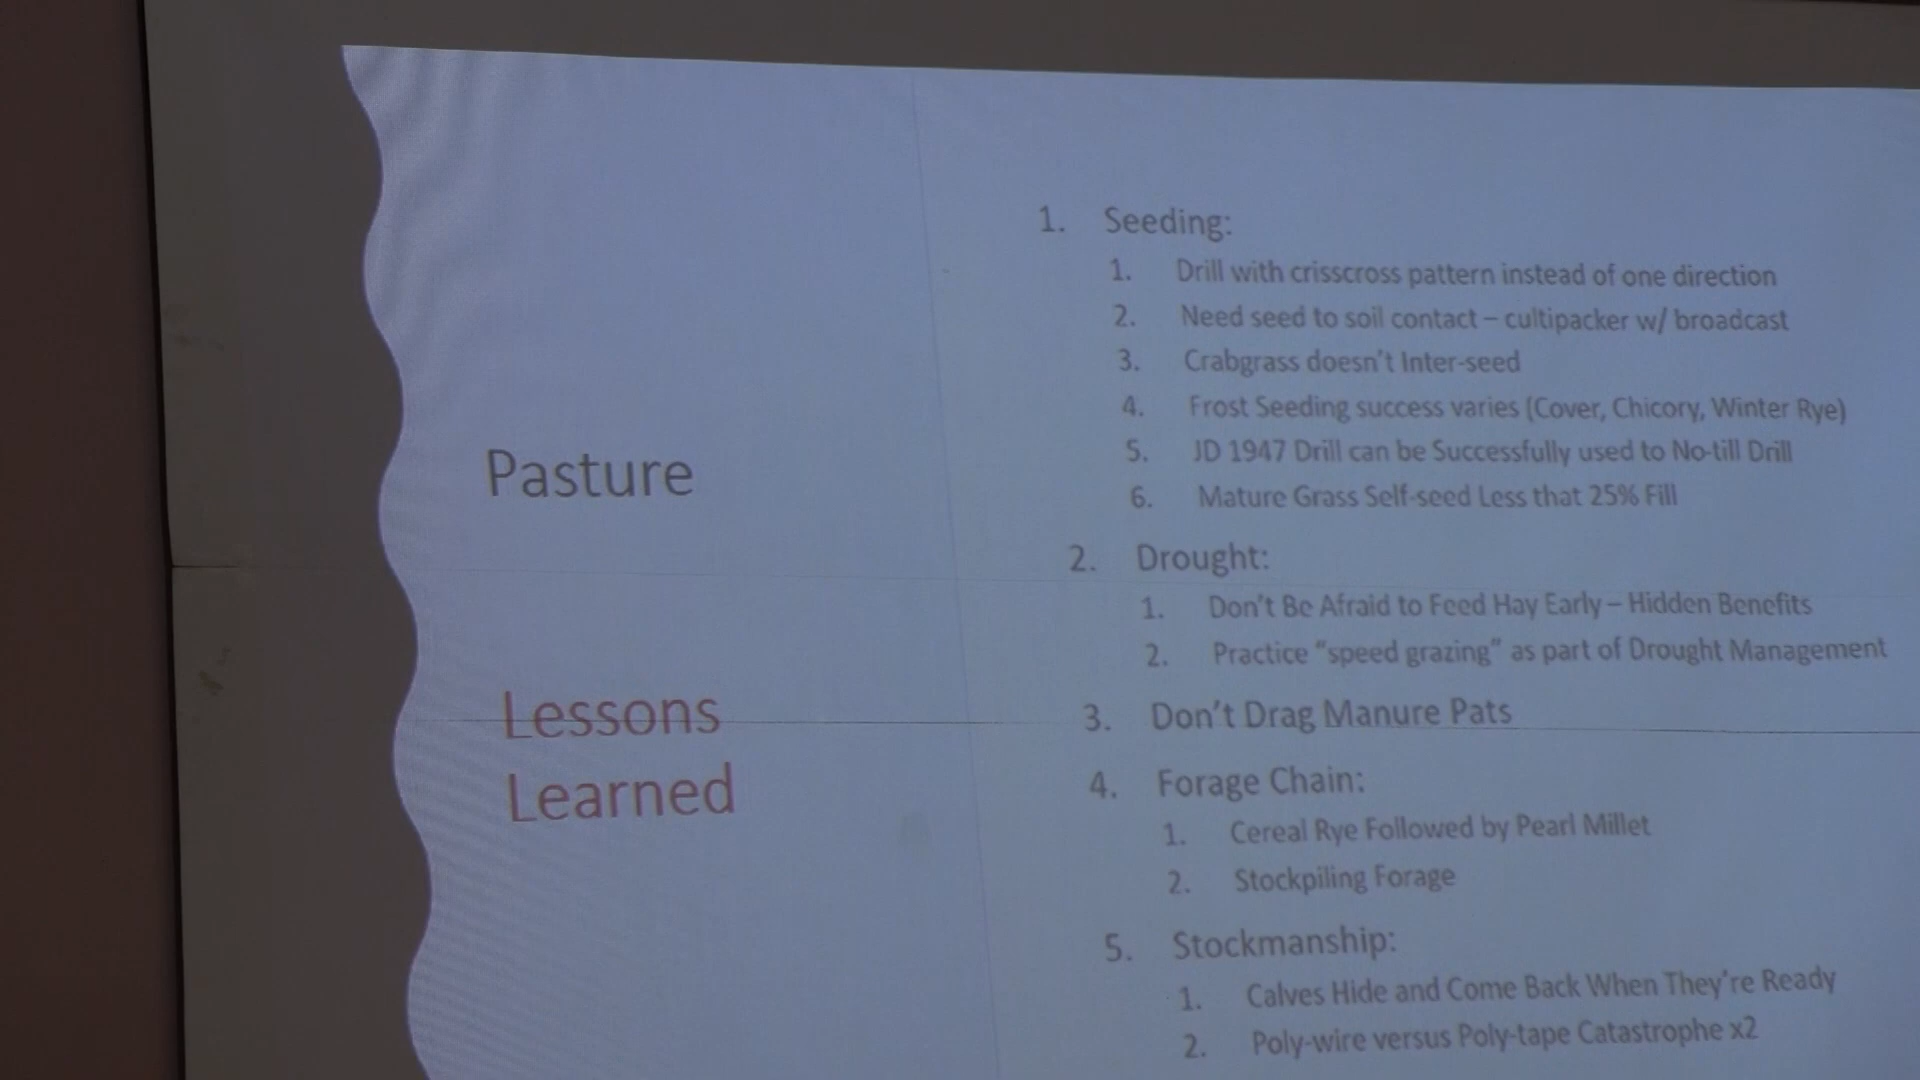 Pasture
Lessons
Learned
1. Seeding:
1. Drill with crisscross pattern instead of one direction
2. Need seed to soil contact – cultipacker w/ broadcast
3. Crabgrass doesn't Inter-seed
4. Frost Seeding success varies (Cover, Chicory, Winter Rye)
5. JD 1947 Drill can be Successfully used to No-till Drill
6. Mature Grass Self-seed Less that 25% Fill
2. Drought:
1. Don't Be Afraid to Feed Hay Early – Hidden Benefits
2. Practice "speed grazing" as part of Drought Management
3. Don't Drag Manure Pats
4. Forage Chain:
1. Cereal Rye Followed by Pearl Millet
2. Stockpiling Forage
5. Stockmanship:
1. Calves Hide and Come Back When They're Ready
2. Poly-wire versus Poly-tape Catastrophe x2